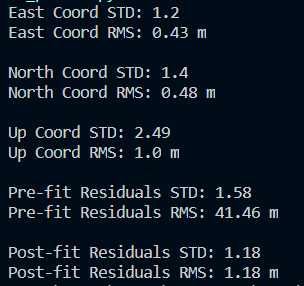 East Coord STD: 1.2
East Coord RMS: 0.43 m
North Coord STD: 1.4
North Coord RMS: 0.48 m
Up Coord STD: 2.49
Up Coord RMS: 1.0 m
Pre-fit Residuals STD: 1.58
Pre-fit Residuals RMS: 41.46 m
Post-fit Residuals STD: 1.18
Post-fit Residuals RMS: 1.18 m